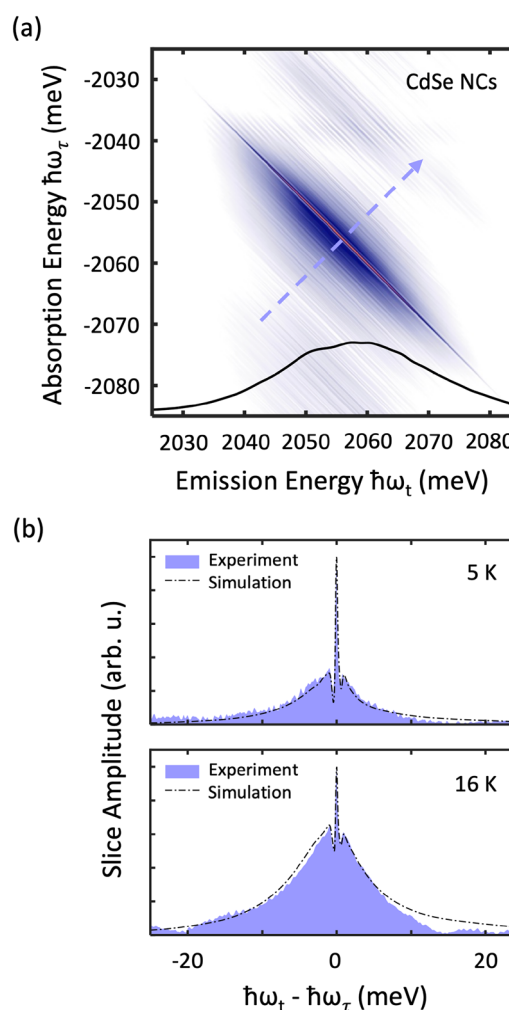 (a)
CdSe NCs
Absorption Energy ħω_τ (meV)
-2030
-2040
-2050
-2060
-2070
-2080
2030 2040 2050 2060 2070 2080
Emission Energy ħω_t (meV)
(b)
Slice Amplitude (arb. u.)
Experiment
Simulation
5 K
Experiment
Simulation
16 K
-20 0 20
ħω_t - ħω_τ (meV)